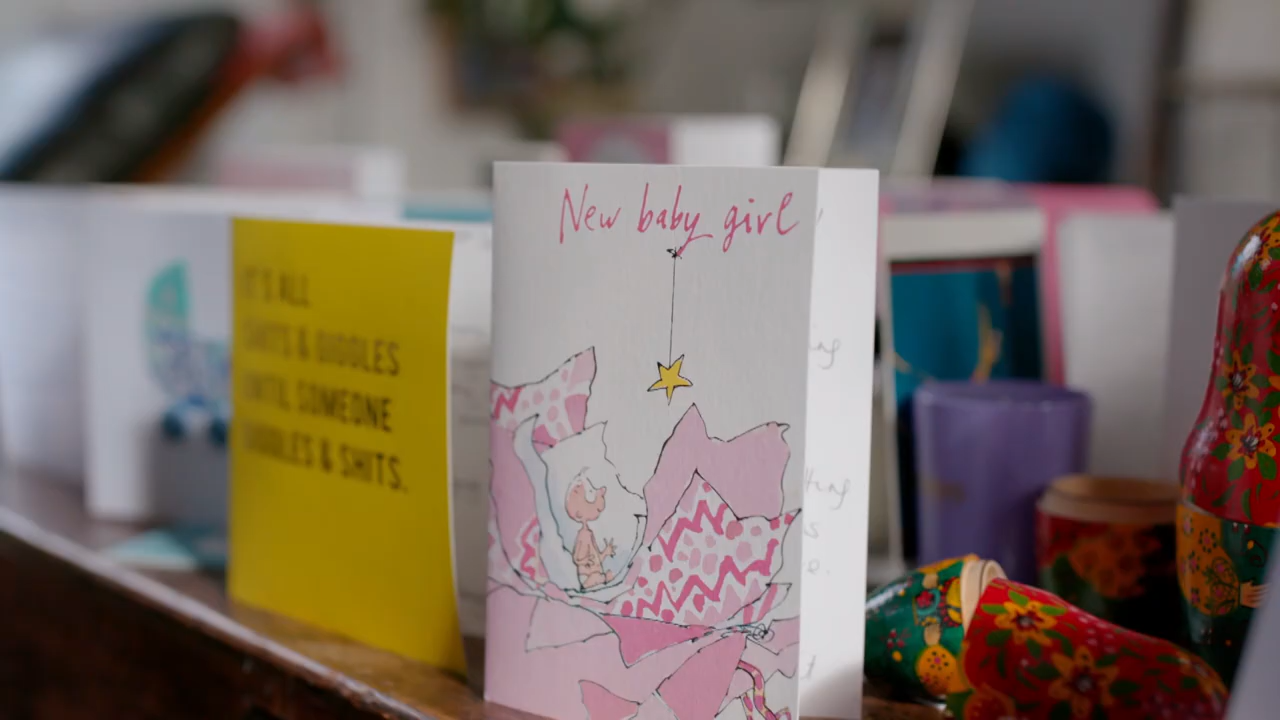 New baby girl
IT'S ALL
SHITS & GIGGLES
UNTIL SOMEONE
GIGGLES & SHITS.